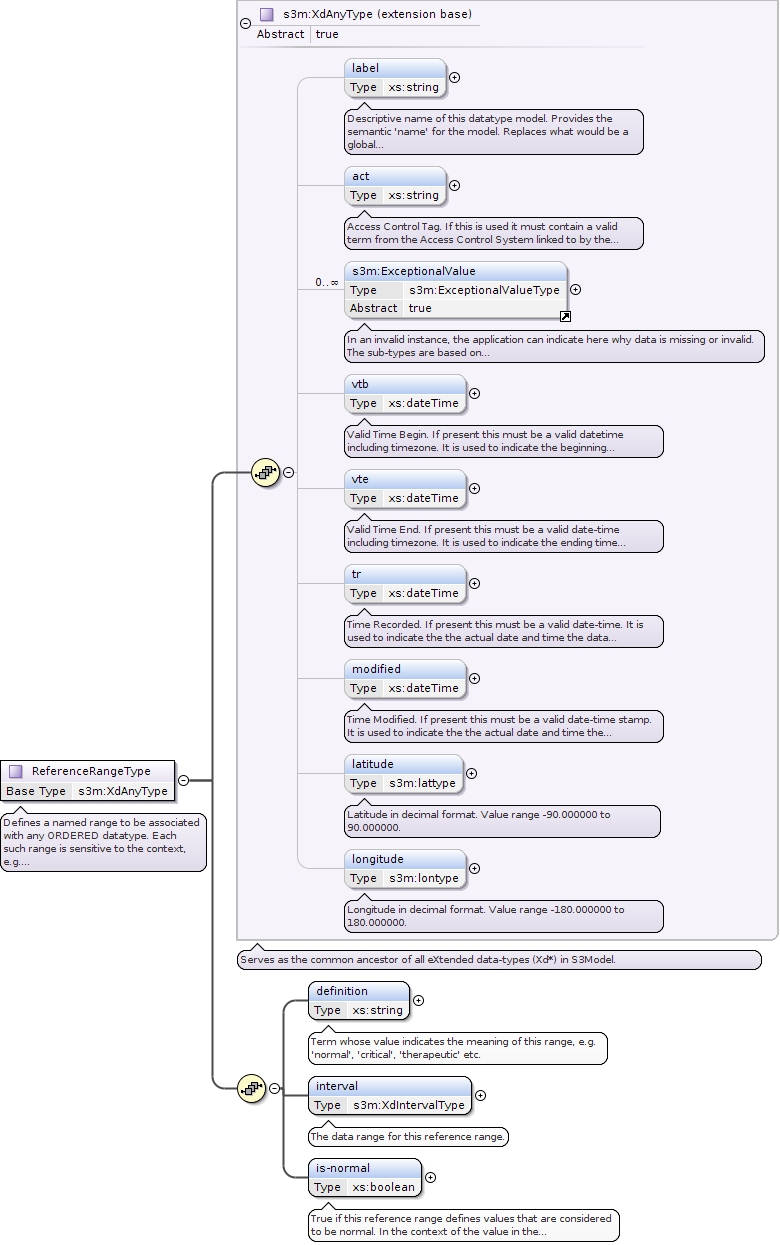 s3m:XdAnyType (extension base)
Abstract true
label
Type xs:string
Descriptive name of this datatype model. Provides the
semantic 'name' for the model. Replaces what would be a
global...
act
Type xs:string
Access Control Tag. If this is used it must contain a valid
term from the Access Control System linked to by the...
0..∞
s3m:ExceptionalValue
Type s3m:ExceptionalValueType
Abstract true
In an invalid instance, the application can indicate here why data is missing or invalid.
The sub-types are based on...
vtb
Type xs:dateTime
Valid Time Begin. If present this must be a valid datetime
including timezone. It is used to indicate the beginning...
vte
Type xs:dateTime
Valid Time End. If present this must be a valid date-time
including timezone. It is used to indicate the ending time...
tr
Type xs:dateTime
Time Recorded. If present this must be a valid date-time. It is
used to indicate the the actual date and time the data...
modified
Type xs:dateTime
Time Modified. If present this must be a valid date-time stamp.
It is used to indicate the the actual date and time the...
latitude
Type s3m:lattype
Latitude in decimal format. Value range -90.000000 to
90.000000.
longitude
Type s3m:lontype
Longitude in decimal format. Value range -180.000000 to
180.000000.
Serves as the common ancestor of all eXtended data-types (Xd*) in S3Model.
ReferenceRangeType
Base Type s3m:XdAnyType
Defines a named range to be associated
with any ORDERED datatype. Each
such range is sensitive to the context,
e.g....
definition
Type xs:string
Term whose value indicates the meaning of this range, e.g.
'normal', 'critical', 'therapeutic' etc.
interval
Type s3m:XdIntervalType
The data range for this reference range.
is-normal
Type xs:boolean
True if this reference range defines values that are considered
to be normal. In the context of the value in the...